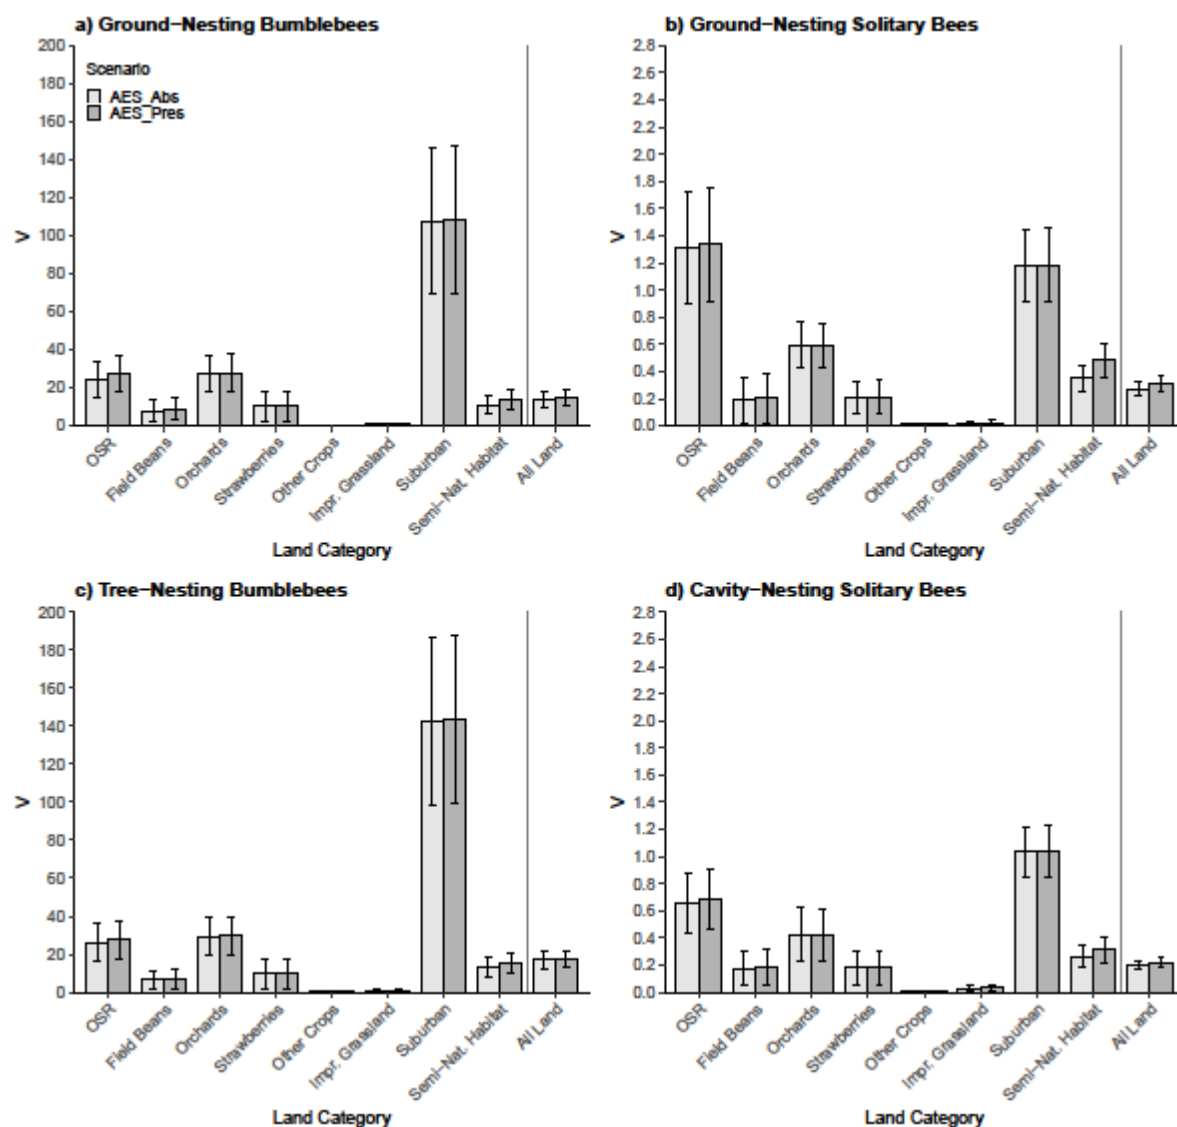 a) Ground-Nesting Bumblebees
200
180
160
140
120
100
80
60
40
20
0
V
Scenario
AES_Abs
AES_Pres
OSR
Field Beans
Orchards
Strawberries
Other Crops
Impr. Grassland
Suburban
Semi-Nat. Habitat
All Land
Land Category
b) Ground-Nesting Solitary Bees
2.8
2.6
2.4
2.2
2.0
1.8
1.6
1.4
1.2
1.0
0.8
0.6
0.4
0.2
0.0
V
OSR
Field Beans
Orchards
Strawberries
Other Crops
Impr. Grassland
Suburban
Semi-Nat. Habitat
All Land
Land Category
c) Tree-Nesting Bumblebees
200
180
160
140
120
100
80
60
40
20
0
V
OSR
Field Beans
Orchards
Strawberries
Other Crops
Impr. Grassland
Suburban
Semi-Nat. Habitat
All Land
Land Category
d) Cavity-Nesting Solitary Bees
2.8
2.6
2.4
2.2
2.0
1.8
1.6
1.4
1.2
1.0
0.8
0.6
0.4
0.2
0.0
V
OSR
Field Beans
Orchards
Strawberries
Other Crops
Impr. Grassland
Suburban
Semi-Nat. Habitat
All Land
Land Category